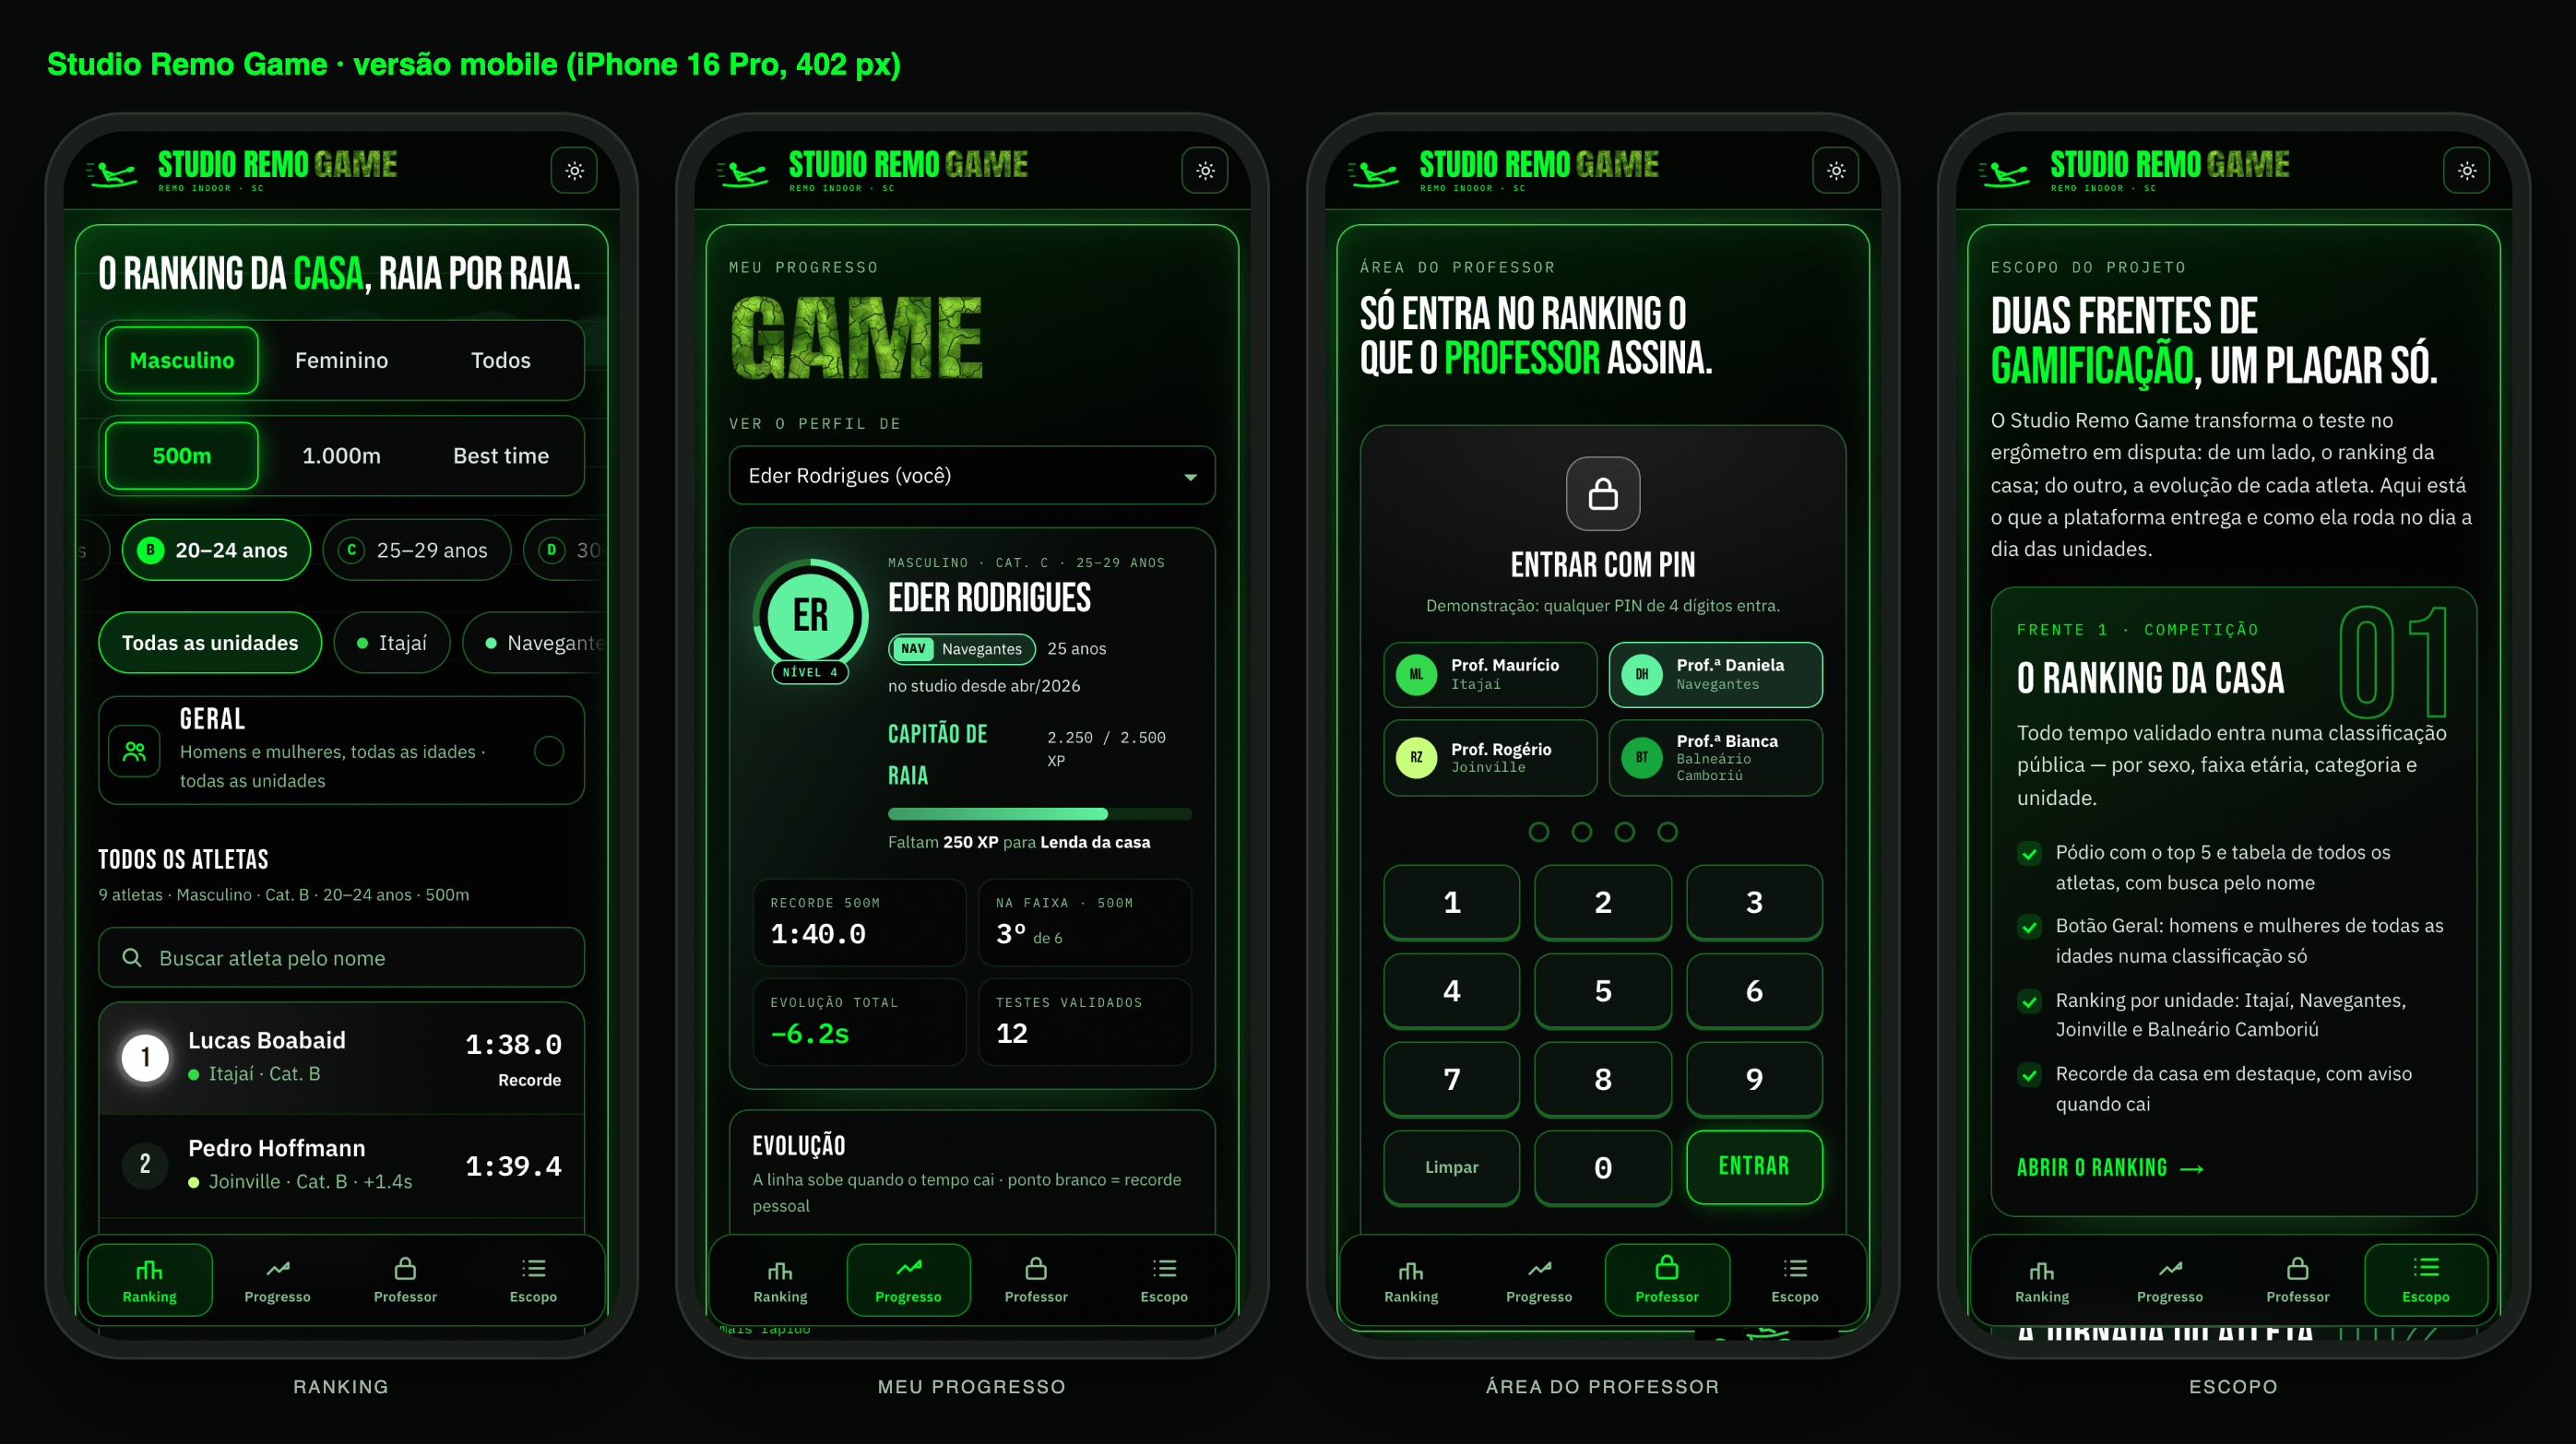 Studio Remo Game · versão mobile (iPhone 16 Pro, 402 px)
STUDIO REMO GAME
REMO INDOOR · SC
O RANKING DA CASA, RAIA POR RAIA.
Masculino Feminino Todos
500m 1.000m Best time
s B 20–24 anos C 25–29 anos D 30
Todas as unidades Itajaí Navegante
GERAL
Homens e mulheres, todas as idades ·
todas as unidades
TODOS OS ATLETAS
9 atletas · Masculino · Cat. B · 20–24 anos · 500m
Buscar atleta pelo nome
1 Lucas Boabaid 1:38.0
Itajaí · Cat. B Recorde
2 Pedro Hoffmann 1:39.4
Joinville · Cat. B · +1.4s
Ranking Progresso Professor Escopo
RANKING
STUDIO REMO GAME
REMO INDOOR · SC
MEU PROGRESSO
GAME
VER O PERFIL DE
Eder Rodrigues (você)
MASCULINO · CAT. C · 25–29 ANOS
ER EDER RODRIGUES
NAV Navegantes 25 anos
NÍVEL 4
no studio desde abr/2026
CAPITÃO DE
RAIA
2.250 / 2.500
XP
Faltam 250 XP para Lenda da casa
RECORDE 500M NA FAIXA · 500M
1:40.0 3º de 6
EVOLUÇÃO TOTAL TESTES VALIDADOS
−6.2s 12
EVOLUÇÃO
A linha sobe quando o tempo cai · ponto branco = recorde
pessoal
Ranking Progresso Professor Escopo
mais rápido
MEU PROGRESSO
STUDIO REMO GAME
REMO INDOOR · SC
ÁREA DO PROFESSOR
SÓ ENTRA NO RANKING O
QUE O PROFESSOR ASSINA.
ENTRAR COM PIN
Demonstração: qualquer PIN de 4 dígitos entra.
ML Prof. Maurício
Itajaí
DH Prof.ª Daniela
Navegantes
RZ Prof. Rogério
Joinville
BT Prof.ª Bianca
Balneário
Camboriú
1 2 3
4 5 6
7 8 9
Limpar 0 ENTRAR
Ranking Progresso Professor Escopo
ÁREA DO PROFESSOR
STUDIO REMO GAME
REMO INDOOR · SC
ESCOPO DO PROJETO
DUAS FRENTES DE
GAMIFICAÇÃO, UM PLACAR SÓ.
O Studio Remo Game transforma o teste no
ergômetro em disputa: de um lado, o ranking da
casa; do outro, a evolução de cada atleta. Aqui está
o que a plataforma entrega e como ela roda no dia a
dia das unidades.
FRENTE 1 · COMPETIÇÃO
01
O RANKING DA CASA
Todo tempo validado entra numa classificação
pública — por sexo, faixa etária, categoria e
unidade.
Pódio com o top 5 e tabela de todos os
atletas, com busca pelo nome
Botão Geral: homens e mulheres de todas as
idades numa classificação só
Ranking por unidade: Itajaí, Navegantes,
Joinville e Balneário Camboriú
Recorde da casa em destaque, com aviso
quando cai
ABRIR O RANKING →
Ranking Progresso Professor Escopo
A JORNADA DO ATLETA
ESCOPO